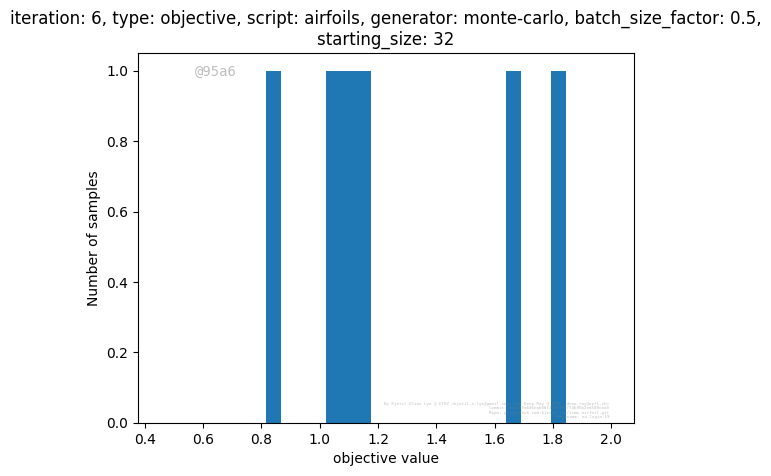 iteration: 6, type: objective, script: airfoils, generator: monte-carlo, batch_size_factor: 0.5,
starting_size: 32
@95a6
1.0
0.8
0.6
0.4
0.2
0.0
Number of samples
0.4 0.6 0.8 1.0 1.2 1.4 1.6 1.8 2.0
objective value